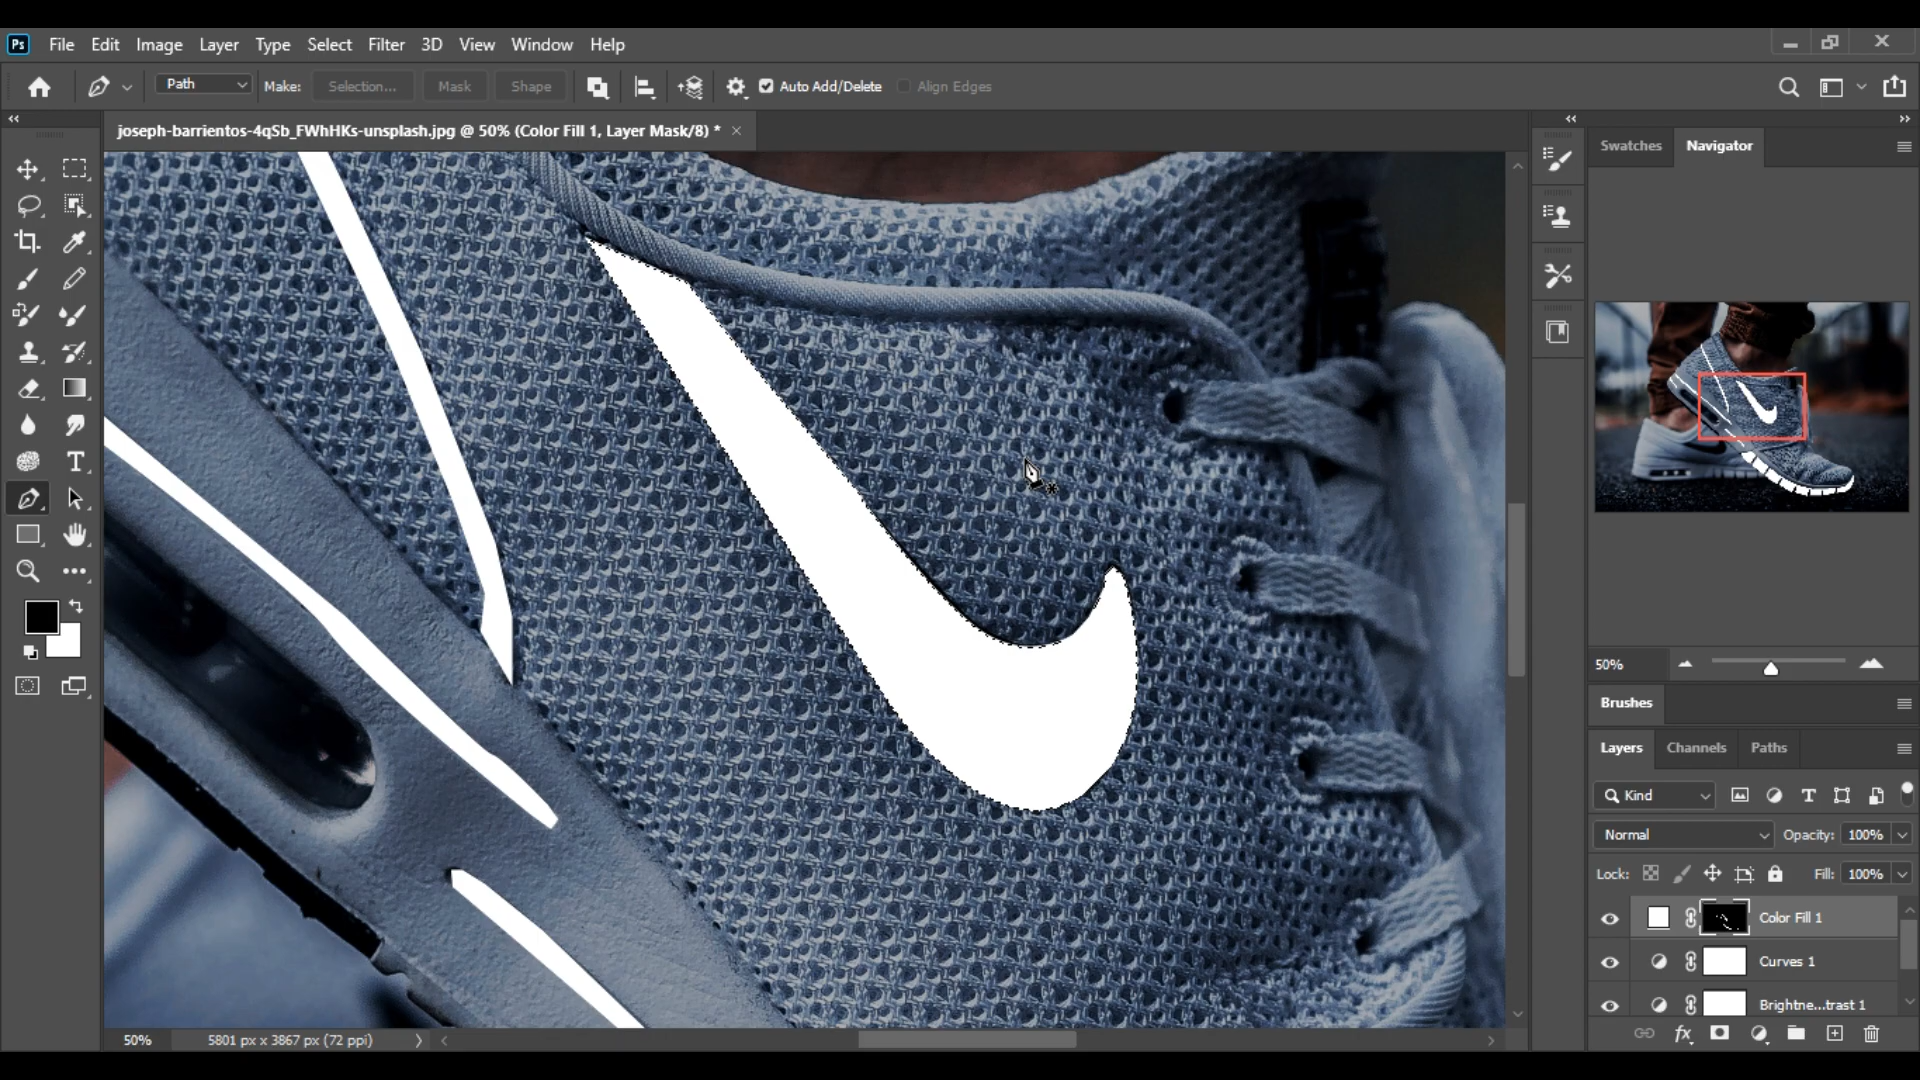 Ps File Edit Image Layer Type Select Filter 3D View Window Help
Path Make: Selection... Mask Shape Auto Add/Delete Align Edges
joseph-barrientos-4qSb_FWhHKs-unsplash.jpg @ 50% (Color Fill 1, Layer Mask/8) *
Swatches Navigator
50%
Brushes
Layers Channels Paths
Kind
Normal Opacity: 100%
Lock: Fill: 100%
Color Fill 1
Curves 1
Brightne...trast 1
fx
50% 5801 px x 3867 px (72 ppi)